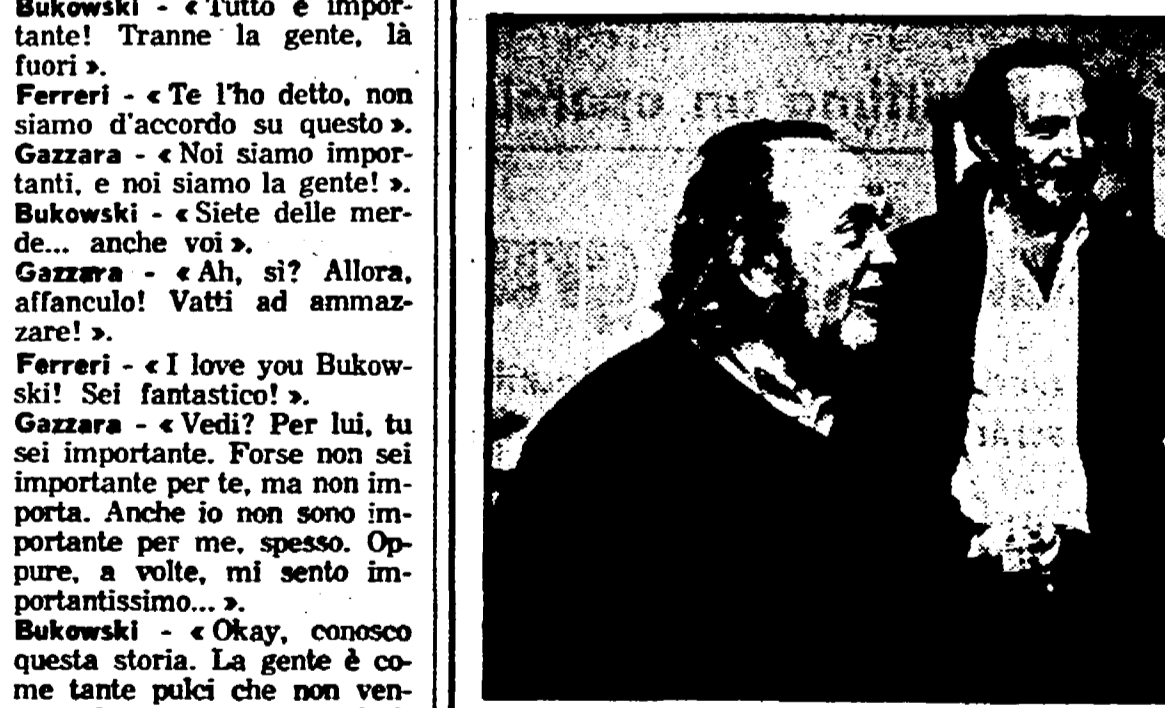 Bukowski - « Tutto è impor-
tante! Tranne la gente, là
fuori ».
Ferreri - « Te l'ho detto, non
siamo d'accordo su questo ».
Gazzara - « Noi siamo impor-
tanti, e noi siamo la gente! ».
Bukowski - « Siete delle mer-
de... anche voi ».
Gazzara - « Ah, sì? Allora,
affanculo! Vatti ad ammaz-
zare! ».
Ferreri - « I love you Bukow-
ski! Sei fantastico! ».
Gazzara - « Vedi? Per lui, tu
sei importante. Forse non sei
importante per te, ma non im-
porta. Anche io non sono im-
portante per me, spesso. Op-
pure, a volte, mi sento im-
portantissimo... ».
Bukowski - « Okay, conosco
questa storia. La gente è co-
me tante pulci che non ven-